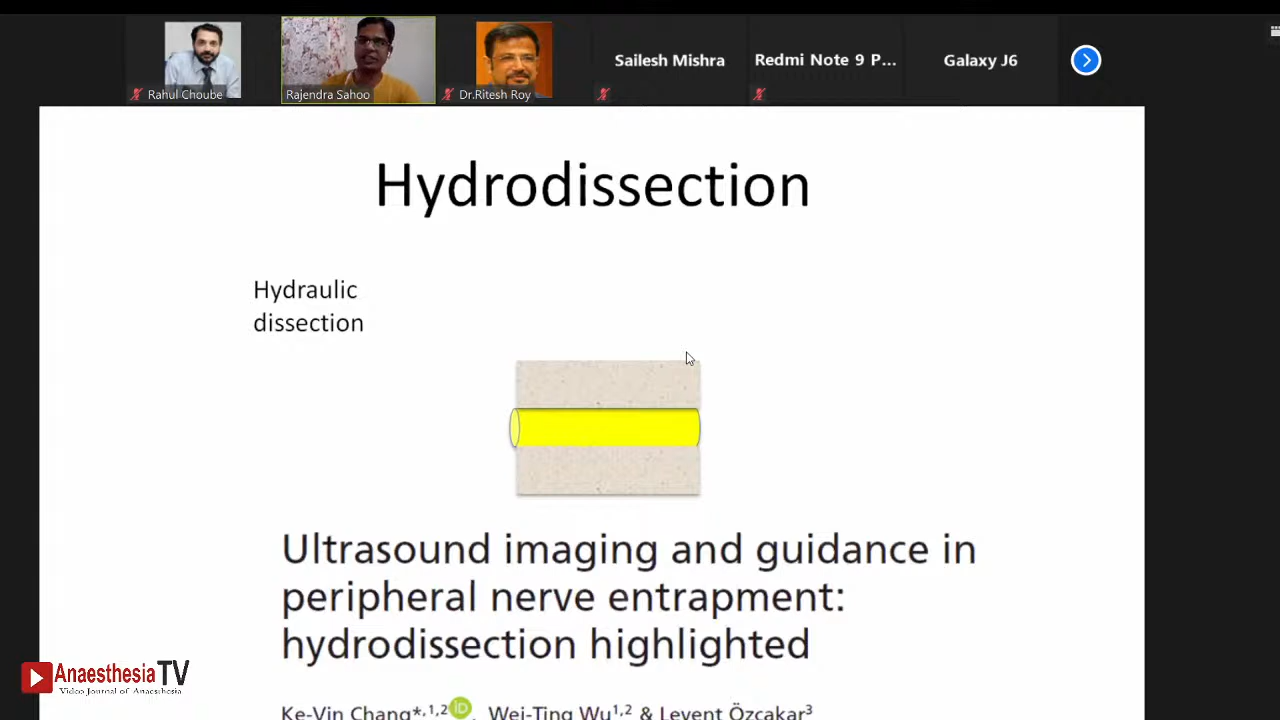 Rahul Choube
Rajendra Sahoo
Dr.Ritesh Roy
Sailesh Mishra
Redmi Note 9 P...
Galaxy J6
Hydrodissection
Hydraulic
dissection
Ultrasound imaging and guidance in
peripheral nerve entrapment:
hydrodissection highlighted
Ke-Vin Chang*,1,2 iD, Wei-Ting Wu1,2 & Levent Özçakar3
AnaesthesiaTV
Video Journal of Anaesthesia